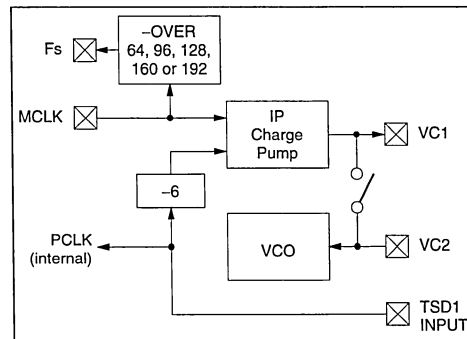 –OVER
64, 96, 128,
160 or 192
Fs
MCLK
IP
Charge
Pump
VC1
–6
PCLK
(internal)
VCO
VC2
TSD1
INPUT